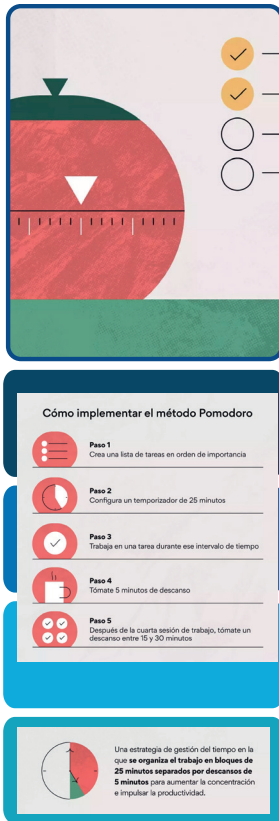 Cómo implementar el método Pomodoro
Paso 1
Crea una lista de tareas en orden de importancia
Paso 2
Configura un temporizador de 25 minutos
Paso 3
Trabaja en una tarea durante ese intervalo de tiempo
Paso 4
Tómate 5 minutos de descanso
Paso 5
Después de la cuarta sesión de trabajo, tómate un
descanso entre 15 y 30 minutos
Una estrategia de gestión del tiempo en la
que se organiza el trabajo en bloques de
25 minutos separados por descansos de
5 minutos para aumentar la concentración
e impulsar la productividad.